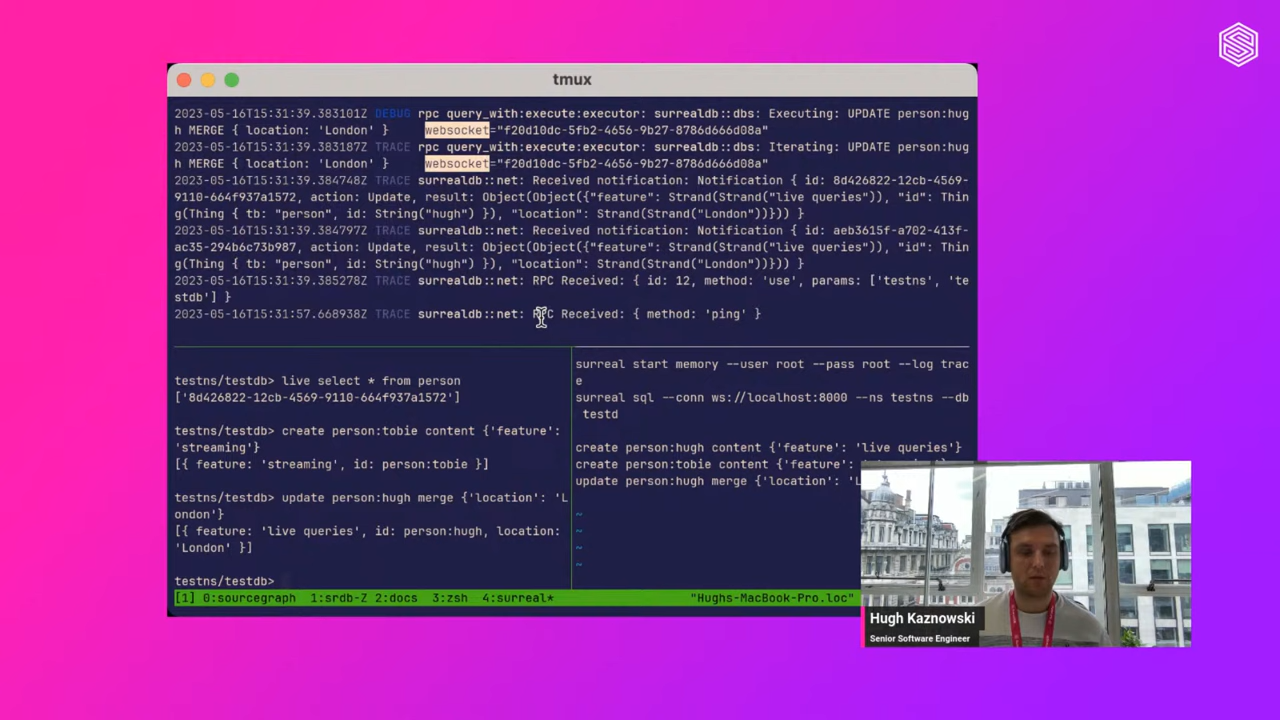 tmux
2023-05-16T15:31:39.383101Z DEBUG rpc query_with:execute:executor: surrealdb::dbs: Executing: UPDATE person:hug
h MERGE { location: 'London' } websocket="f20d10dc-5fb2-4656-9b27-8786d666d08a"
2023-05-16T15:31:39.383187Z TRACE rpc query_with:execute:executor: surrealdb::dbs: Iterating: UPDATE person:hug
h MERGE { location: 'London' } websocket="f20d10dc-5fb2-4656-9b27-8786d666d08a"
2023-05-16T15:31:39.384748Z TRACE surrealdb::net: Received notification: Notification { id: 8d426822-12cb-4569-
9110-664f937a1572, action: Update, result: Object(Object({"feature": Strand(Strand("live queries")), "id": Thin
g(Thing { tb: "person", id: String("hugh") }), "location": Strand(Strand("London"))})) }
2023-05-16T15:31:39.384797Z TRACE surrealdb::net: Received notification: Notification { id: aeb3615f-a702-413f-
ac35-294b6c73b987, action: Update, result: Object(Object({"feature": Strand(Strand("live queries")), "id": Thin
g(Thing { tb: "person", id: String("hugh") }), "location": Strand(Strand("London"))})) }
2023-05-16T15:31:39.385278Z TRACE surrealdb::net: RPC Received: { id: 12, method: 'use', params: ['testns', 'te
stdb'] }
2023-05-16T15:31:57.668938Z TRACE surrealdb::net: RPC Received: { method: 'ping' }
testns/testdb> live select * from person
['8d426822-12cb-4569-9110-664f937a1572']
testns/testdb> create person:tobie content {'feature':
'streaming'}
[{ feature: 'streaming', id: person:tobie }]
testns/testdb> update person:hugh merge {'location': 'L
ondon'}
[{ feature: 'live queries', id: person:hugh, location:
'London' }]
testns/testdb>
surreal start memory --user root --pass root --log trac
e
surreal sql --conn ws://localhost:8000 --ns testns --db
testd
create person:hugh content {'feature': 'live queries'}
create person:tobie content {'feature':
update person:hugh merge {'location': 'L
~
~
~
~
[1] 0:sourcegraph 1:srdb-Z 2:docs 3:zsh 4:surreal* "Hughs-MacBook-Pro.loc"
Hugh Kaznowski
Senior Software Engineer